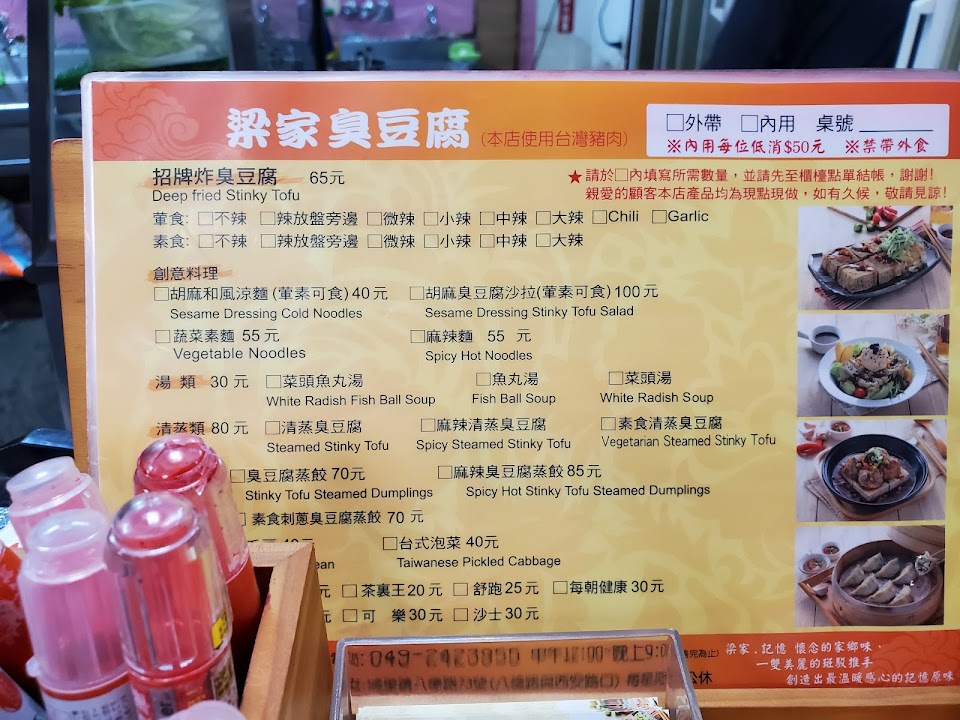 梁家臭豆腐(本店使用台灣豬肉)
□外帶 □內用 桌號
※內用每位低消$50元 ※禁帶外食
招牌炸臭豆腐 65元
Deep fried Stinky Tofu
★請於□內填寫所需數量，並請先至櫃檯點單結帳，謝謝!
親愛的顧客本店產品均為現點現做，如有久候，敬請見諒!
葷食: □不辣 □辣放盤旁邊 □微辣 □小辣 □中辣 □大辣 □Chili □Garlic
素食: □不辣 □辣放盤旁邊 □微辣 □小辣 □中辣 □大辣
創意料理
□胡麻和風涼麵(葷素可食)40元 □胡麻臭豆腐沙拉(葷素可食)100元
Sesame Dressing Cold Noodles Sesame Dressing Stinky Tofu Salad
□蔬菜素麵 55元 □麻辣麵 55 元
Vegetable Noodles Spicy Hot Noodles
湯 類 30元 □菜頭魚丸湯 □魚丸湯 □菜頭湯
White Radish Fish Ball Soup Fish Ball Soup White Radish Soup
清蒸類 80元 □清蒸臭豆腐 □麻辣清蒸臭豆腐 □素食清蒸臭豆腐
Steamed Stinky Tofu Spicy Steamed Stinky Tofu Vegetarian Steamed Stinky Tofu
□臭豆腐蒸餃70元 □麻辣臭豆腐蒸餃85元
Stinky Tofu Steamed Dumplings Spicy Hot Stinky Tofu Steamed Dumplings
素食刺蔥臭豆腐蒸餃 70 元
40元 □台式泡菜 40元
Taiwanese Pickled Cabbage
元 □茶裏王20元 □舒跑25元 □每朝健康30元
元 □可 樂30元 □沙士30元
梁家.記憶 懷念的家鄉味、
一雙美麗的班股推手
創造出最溫暖感心的記憶原味
049-2423850
公休